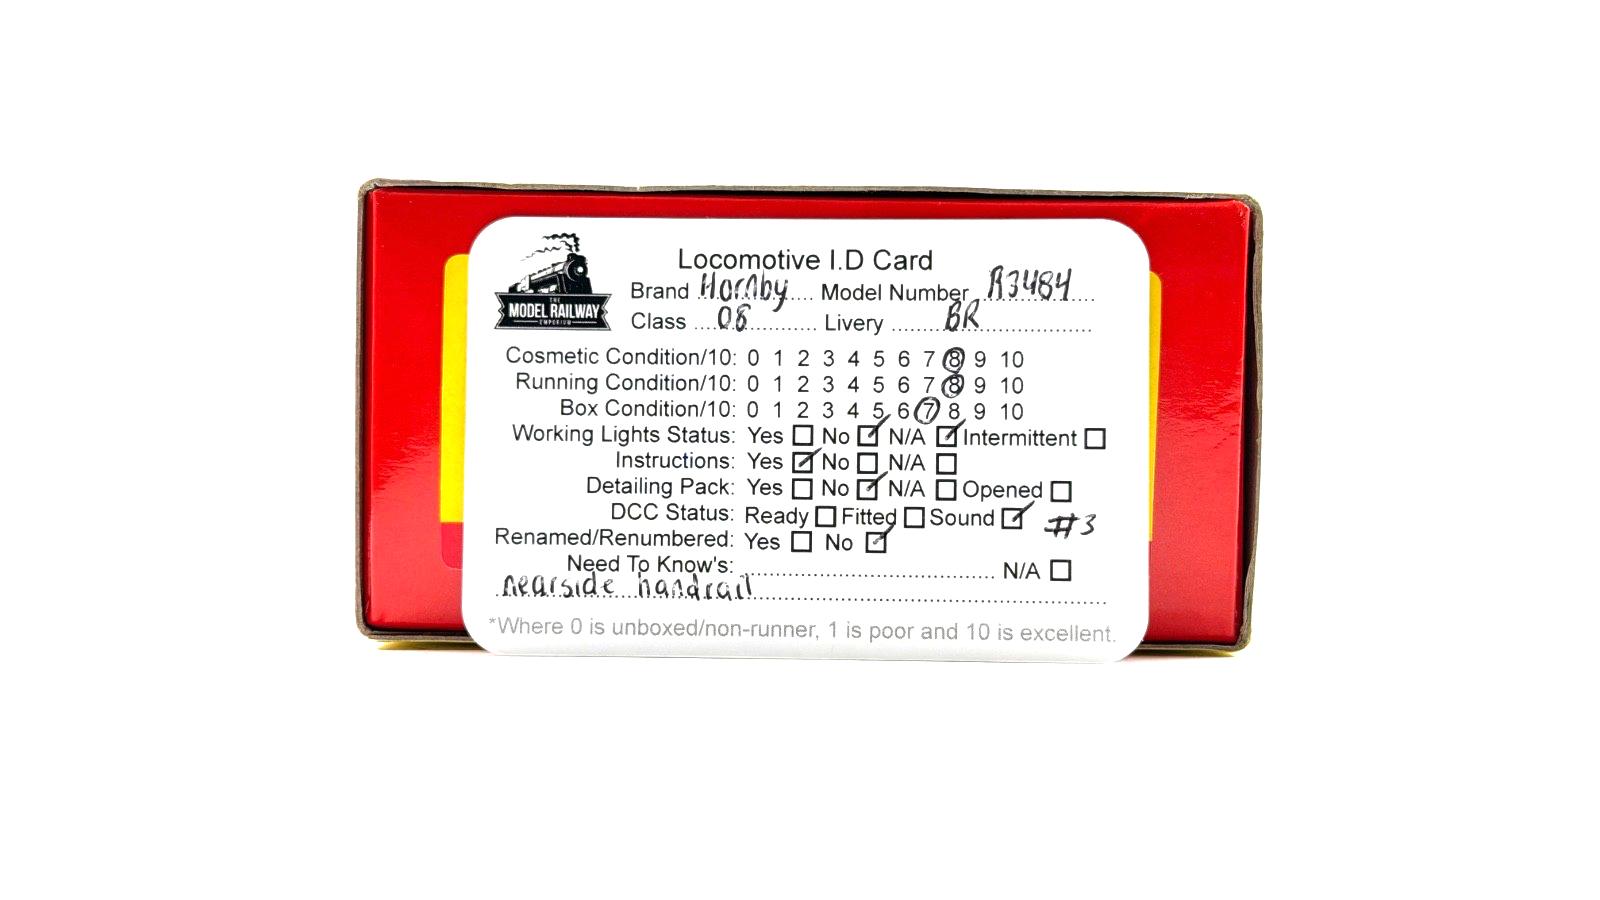 THE
MODEL RAILWAY
EMPORIUM
Locomotive I.D Card
Brand ...Hornby.... Model Number ...R3484....
Class ....08........... Livery .........BR..................
Cosmetic Condition/10: 0 1 2 3 4 5 6 7 8 9 10
Running Condition/10: 0 1 2 3 4 5 6 7 8 9 10
Box Condition/10: 0 1 2 3 4 5 6 7 8 9 10
Working Lights Status: Yes ☐ No ☑ N/A ☑ Intermittent ☐
Instructions: Yes ☑ No ☐ N/A ☐
Detailing Pack: Yes ☐ No ☑ N/A ☐ Opened ☐
DCC Status: Ready ☐ Fitted ☐ Sound ☑ #3
Renamed/Renumbered: Yes ☐ No ☑
Need To Know's: ........................................ N/A ☐
nearside handrail
*Where 0 is unboxed/non-runner, 1 is poor and 10 is excellent.